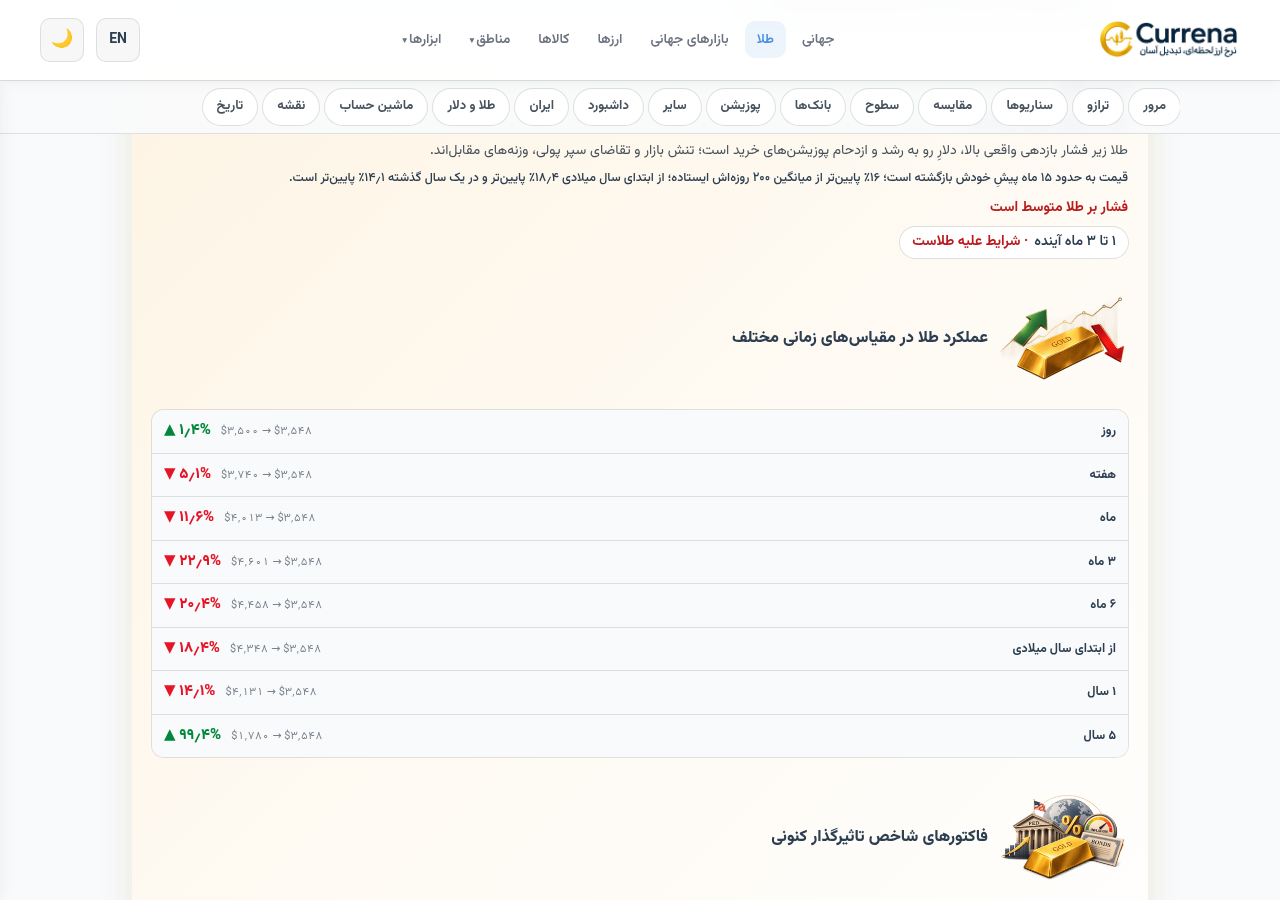 Currena
نرخ ارز لحظه‌ای، تبدیل آسان
جهانی
طلا
بازارهای جهانی
ارزها
کالاها
مناطق ▾
ابزارها ▾
EN
مرور
ترازو
سناریوها
مقایسه
سطوح
بانک‌ها
پوزیشن
سایر
داشبورد
ایران
طلا و دلار
ماشین حساب
نقشه
تاریخ
طلا زیر فشار بازدهی واقعی بالا، دلارِ رو به رشد و ازدحام پوزیشن‌های خرید است؛ تنش بازار و تقاضای سپر پولی، وزنه‌های مقابل‌اند.
قیمت به حدود ۱۵ ماه پیشِ خودش بازگشته است؛ ۱۶٪ پایین‌تر از میانگین ۲۰۰ روزه‌اش ایستاده؛ از ابتدای سال میلادی ۱۸٫۴٪ پایین‌تر و در یک سال گذشته ۱۴٫۱٪ پایین‌تر است.
فشار بر طلا متوسط است
۱ تا ۳ ماه آینده · شرایط علیه طلاست
GOLD
عملکرد طلا در مقیاس‌های زمانی مختلف
روز $۳,۵۰۰ → $۳,۵۴۸ ▲ ۱٫۴%
هفته $۳,۷۴۰ → $۳,۵۴۸ ▼ ۵٫۱%
ماه $۴,۰۱۳ → $۳,۵۴۸ ▼ ۱۱٫۶%
۳ ماه $۴,۶۰۱ → $۳,۵۴۸ ▼ ۲۲٫۹%
۶ ماه $۴,۴۵۸ → $۳,۵۴۸ ▼ ۲۰٫۴%
از ابتدای سال میلادی $۴,۳۴۸ → $۳,۵۴۸ ▼ ۱۸٫۴%
۱ سال $۴,۱۳۱ → $۳,۵۴۸ ▼ ۱۴٫۱%
۵ سال $۱,۷۸۰ → $۳,۵۴۸ ▲ ۹۹٫۴%
FED
%
BONDS
GOLD
فاکتورهای شاخص تاثیرگذار کنونی